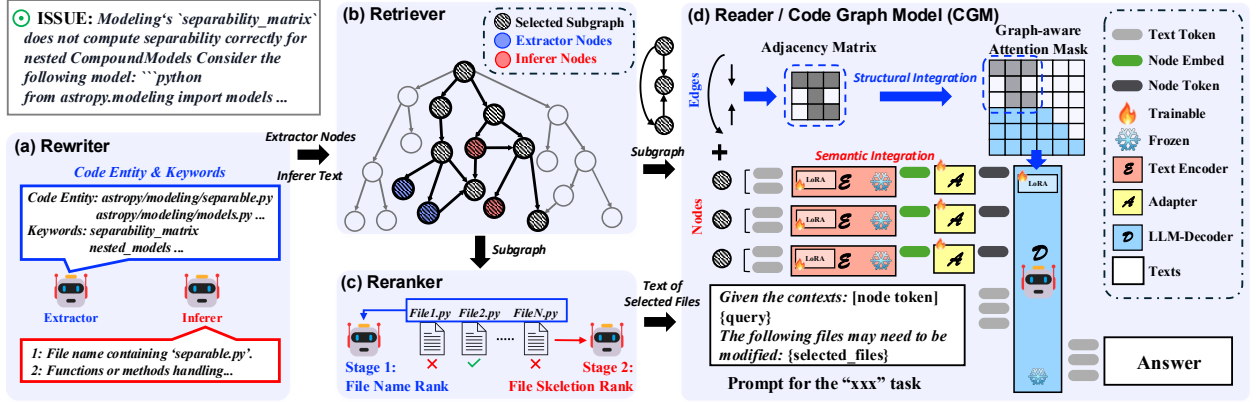 ISSUE: Modeling's `separability_matrix`
does not compute separability correctly for
nested CompoundModels Consider the
following model: ```python
from astropy.modeling import models ...
(a) Rewriter
Code Entity & Keywords
Code Entity: astropy/modeling/separable.py
astropy/modeling/models.py ...
Keywords: separability_matrix
nested_models ...
Extractor
Inferer
1: File name containing 'separable.py'.
2: Functions or methods handling...
Extractor Nodes
Inferer Text
(b) Retriever
Selected Subgraph
Extractor Nodes
Inferer Nodes
Subgraph
Subgraph
(c) Reranker
File1.py File2.py FileN.py
......
Stage 1:
File Name Rank
Stage 2:
File Skeletion Rank
Text of
Selected Files
(d) Reader / Code Graph Model (CGM)
Edges
Adjacency Matrix
Structural Integration
Graph-aware
Attention Mask
Nodes
Semantic Integration
LoRA E A
LoRA E A
LoRA E A
LoRA
D
Given the contexts: [node token]
{query}
The following files may need to be
modified: {selected_files}
Prompt for the “xxx” task
Answer
Text Token
Node Embed
Node Token
Trainable
Frozen
E Text Encoder
A Adapter
D LLM-Decoder
Texts